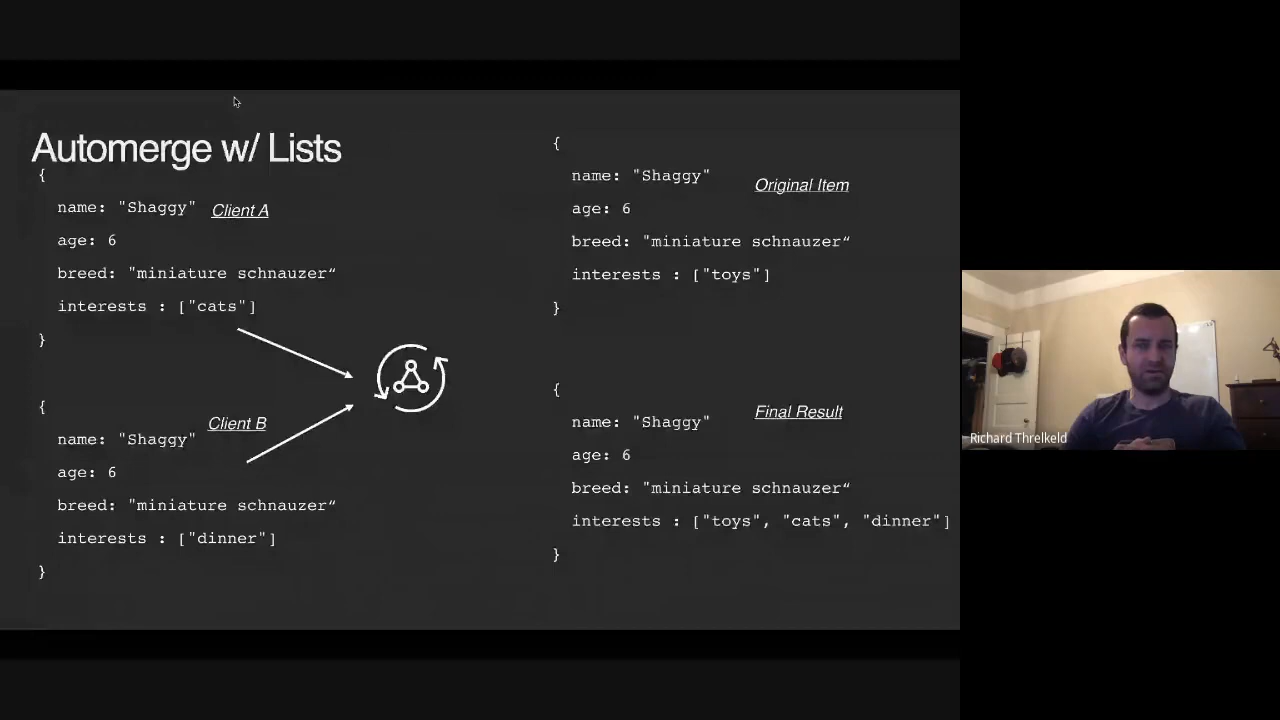 Automerge w/ Lists
{
name: "Shaggy"
Client A
age: 6
breed: "miniature schnauzer“
interests : ["cats"]
}
{
Client B
name: "Shaggy"
age: 6
breed: "miniature schnauzer“
interests : ["dinner"]
}
{
name: "Shaggy"
Original Item
age: 6
breed: "miniature schnauzer“
interests : ["toys"]
}
{
name: "Shaggy"
Final Result
age: 6
breed: "miniature schnauzer“
interests : ["toys", "cats", "dinner"]
}
Richard Threlkeld